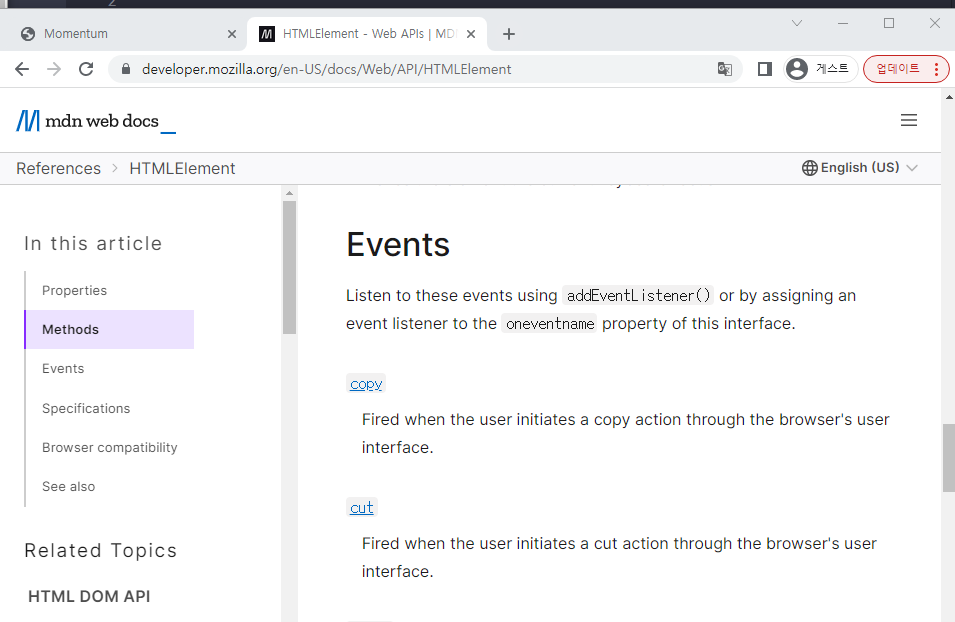 2
Momentum
HTMLElement - Web APIs | MD
developer.mozilla.org/en-US/docs/Web/API/HTMLElement
게스트
업데이트
mdn web docs_
References > HTMLElement
English (US)
In this article
Properties
Methods
Events
Specifications
Browser compatibility
See also
Related Topics
HTML DOM API
Events
Listen to these events using addEventListener() or by assigning an
event listener to the oneventname property of this interface.
copy
Fired when the user initiates a copy action through the browser's user
interface.
cut
Fired when the user initiates a cut action through the browser's user
interface.